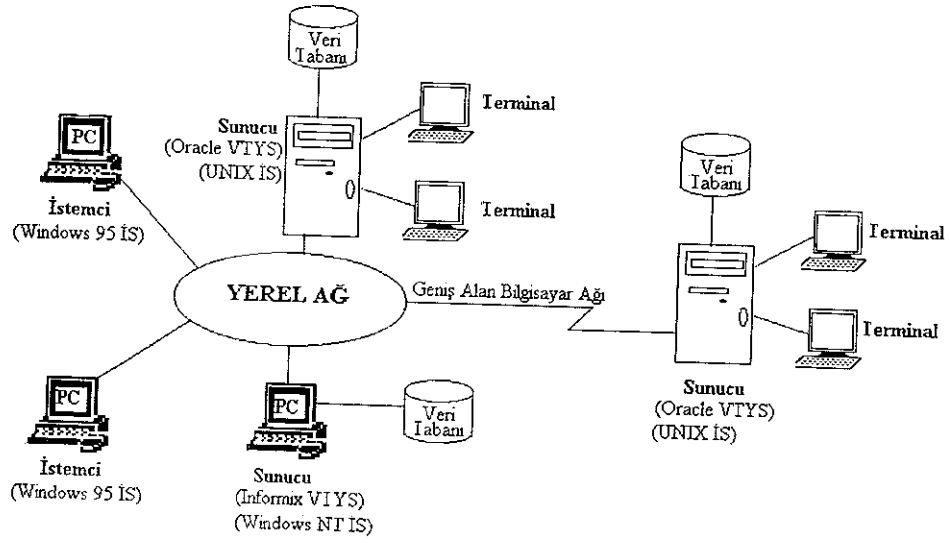 Veri
Tabanı
Terminal
Sunucu
(Oracle VTYS)
(UNIX İS)
Terminal
PC
İstemci
(Windows 95 İS)
Veri
Tabanı
Terminal
YEREL AĞ
Geniş Alan Bilgisayar Ağı
Terminal
Sunucu
(Oracle VTYS)
(UNIX İS)
PC
İstemci
(Windows 95 İS)
PC
Veri
Tabanı
Sunucu
(Informix VTYS)
(Windows NT İS)